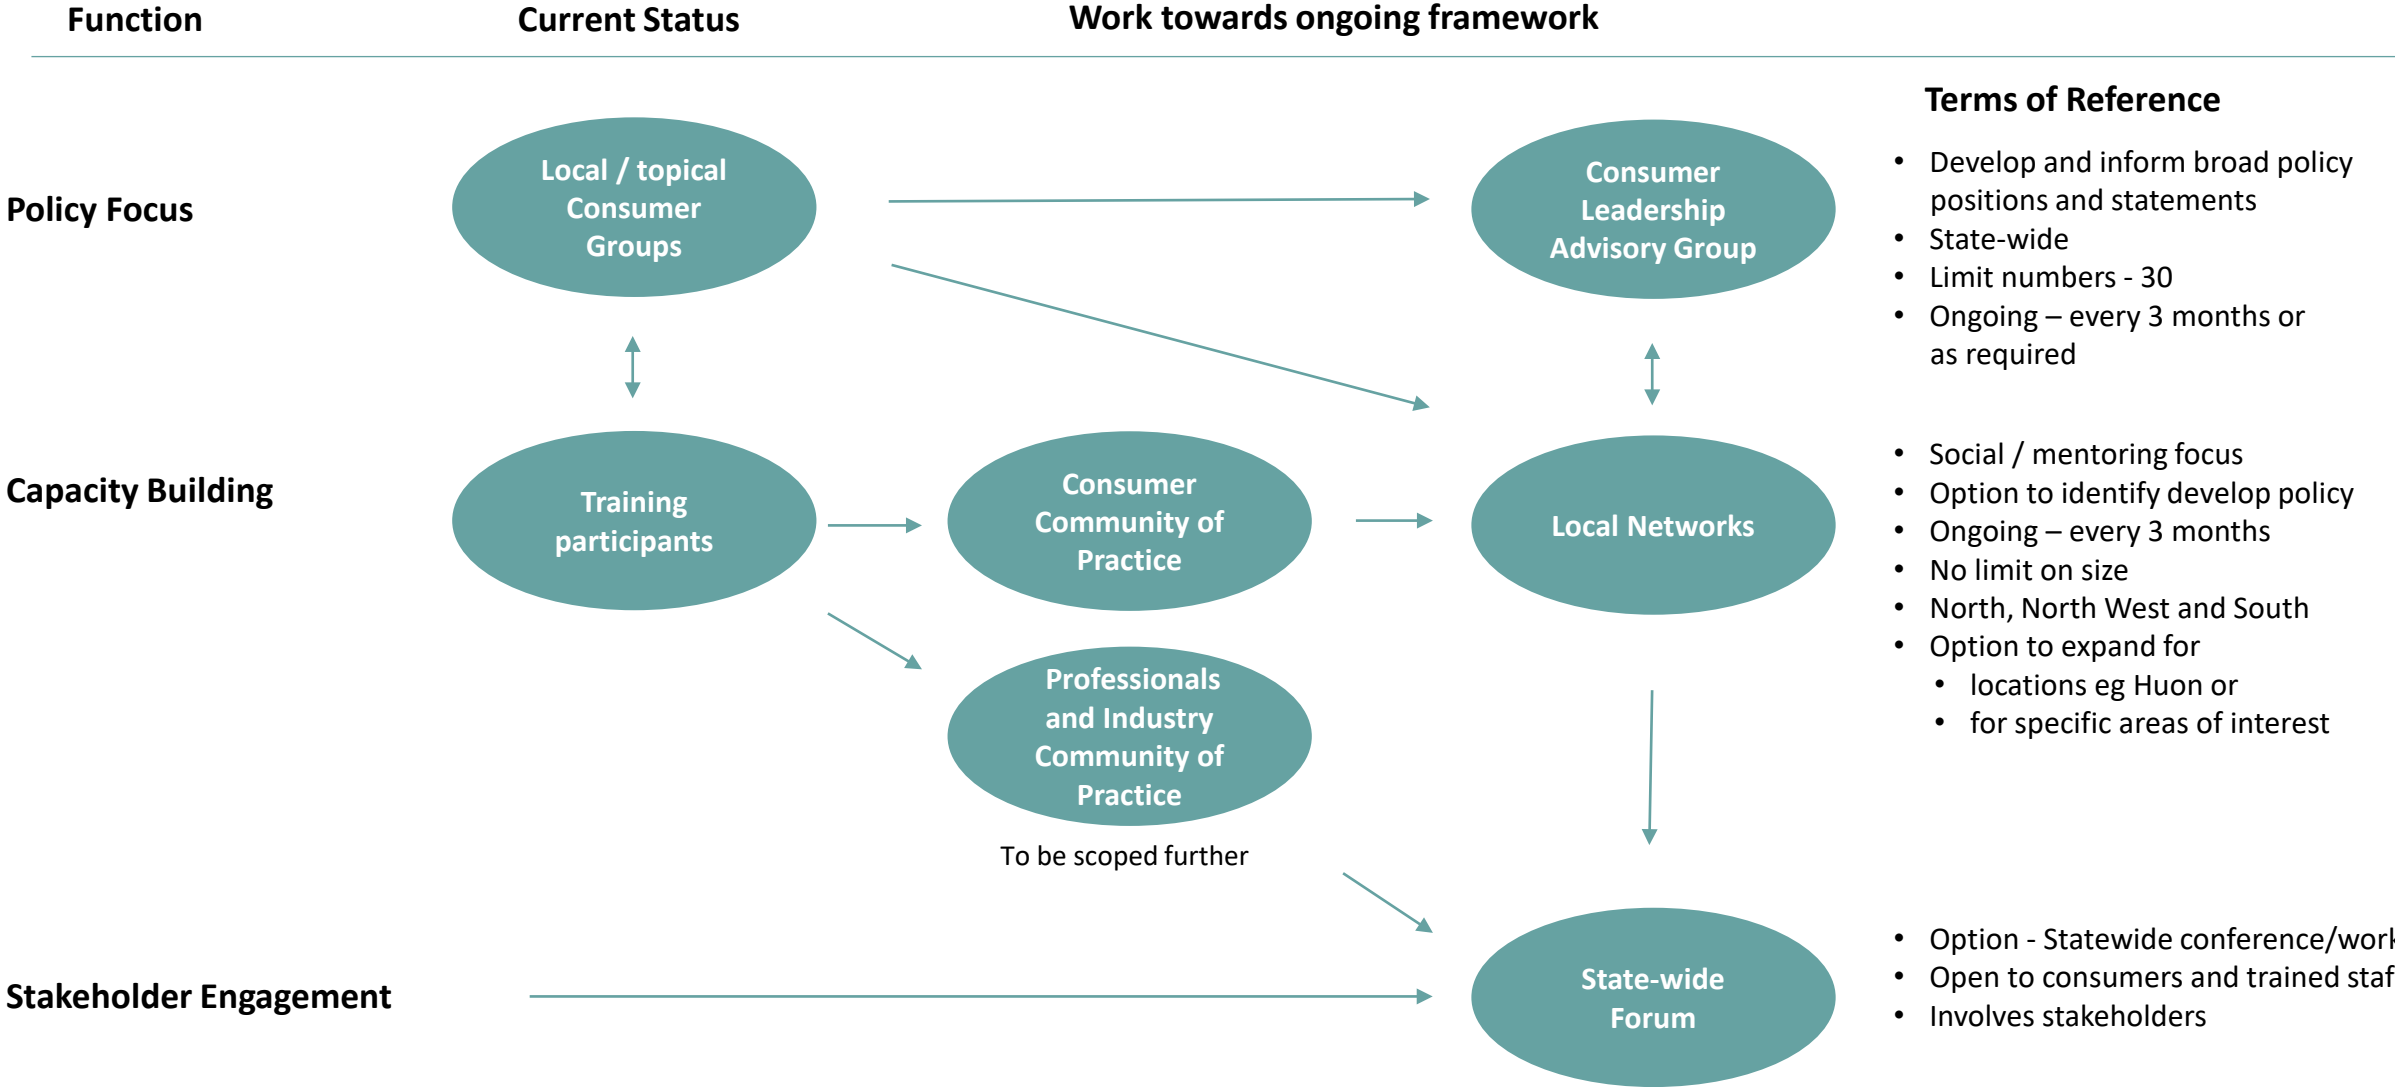 Function
Current Status
Work towards ongoing framework
Terms of Reference
Policy Focus
Local / topical
Consumer
Groups
Consumer
Leadership
Advisory Group
• Develop and inform broad policy
positions and statements
• State-wide
• Limit numbers - 30
• Ongoing – every 3 months or
as required
Capacity Building
Training
participants
Consumer
Community of
Practice
Local Networks
• Social / mentoring focus
• Option to identify develop policy
• Ongoing – every 3 months
• No limit on size
• North, North West and South
• Option to expand for
• locations eg Huon or
• for specific areas of interest
Professionals
and Industry
Community of
Practice
To be scoped further
Stakeholder Engagement
State-wide
Forum
• Option - Statewide conference/work
• Open to consumers and trained staf
• Involves stakeholders